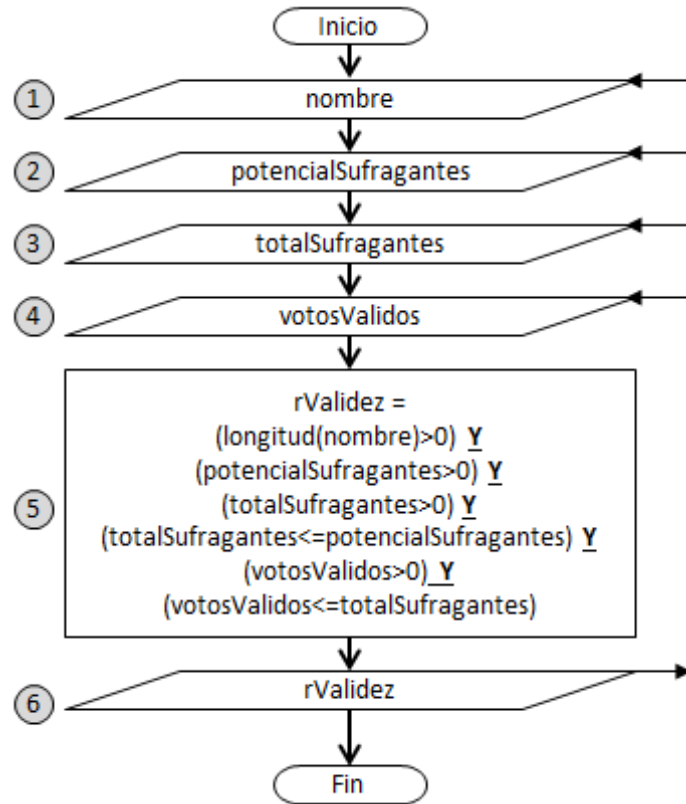 Inicio
1 nombre
2 potencialSufragantes
3 totalSufragantes
4 votosValidos
rValidez =
(longitud(nombre)>0) Y
(potencialSufragantes>0) Y
5 (totalSufragantes>0) Y
(totalSufragantes<=potencialSufragantes) Y
(votosValidos>0) Y
(votosValidos<=totalSufragantes)
6 rValidez
Fin